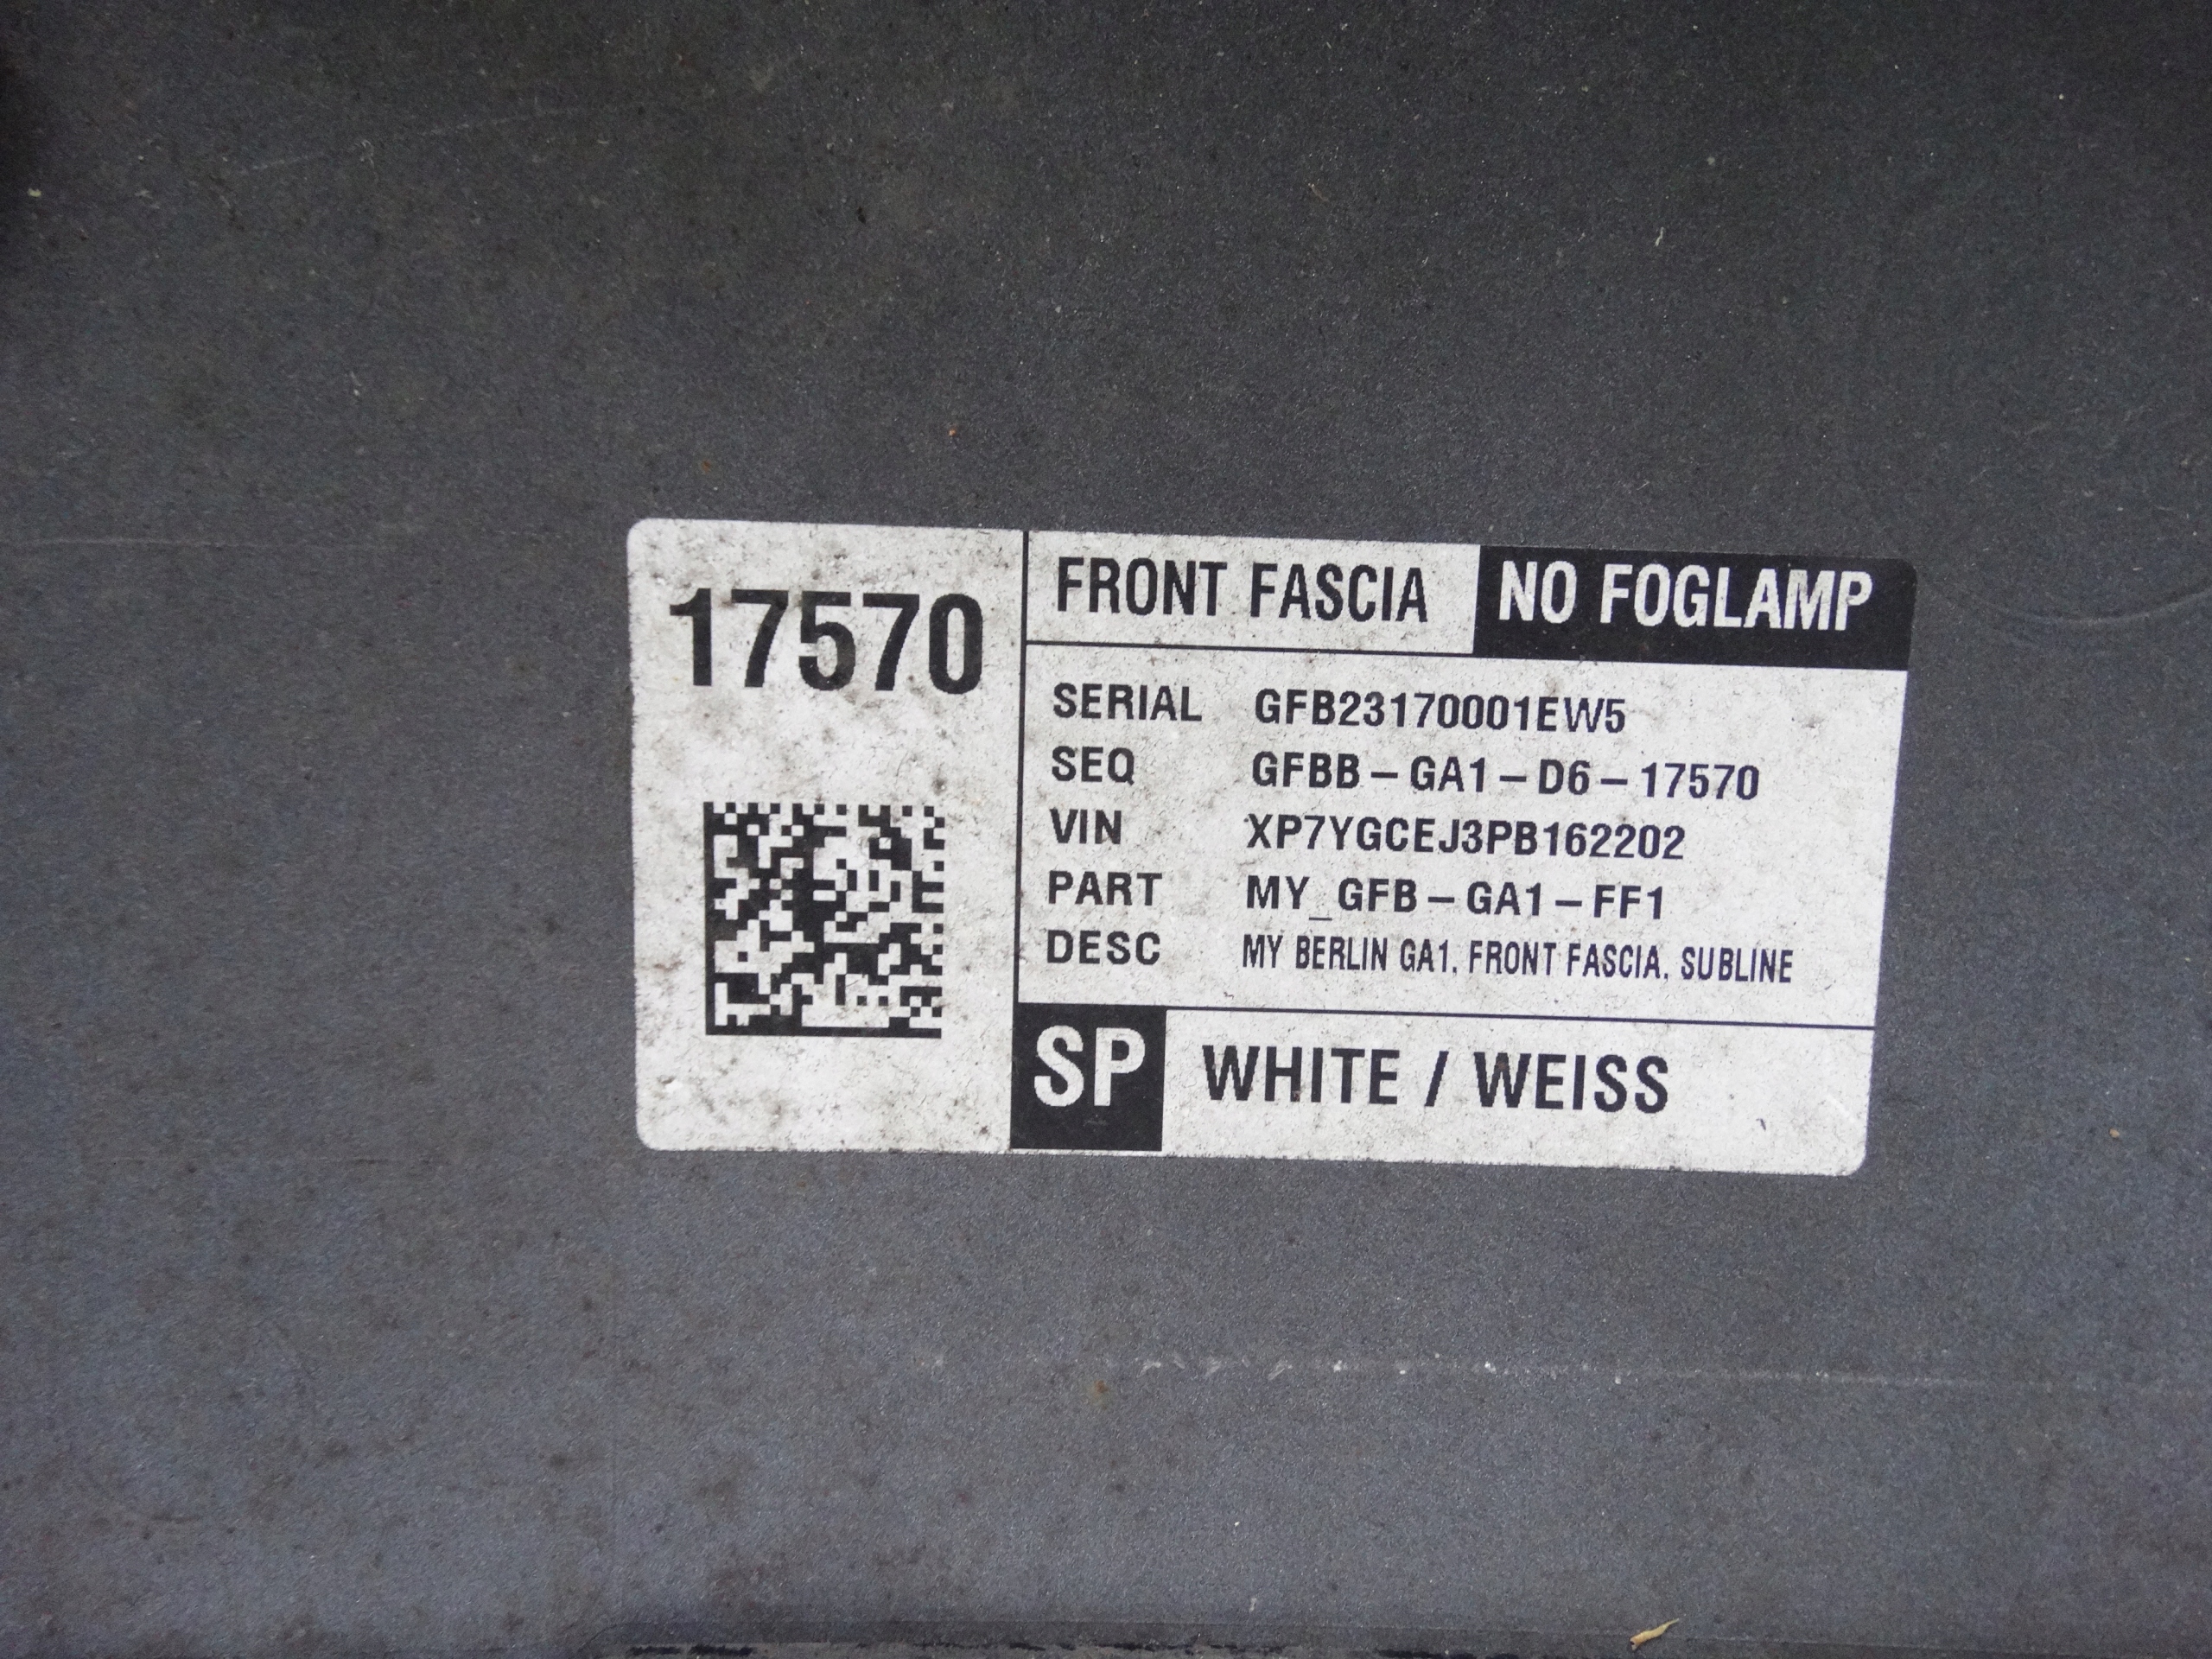 17570
FRONT FASCIA NO FOGLAMP
SERIAL GFB23170001EW5
SEQ GFBB-GA1-D6-17570
VIN XP7YGCEJ3PB162202
PART MY_GFB-GA1-FF1
DESC MY BERLIN GA1, FRONT FASCIA, SUBLINE
SP WHITE / WEISS